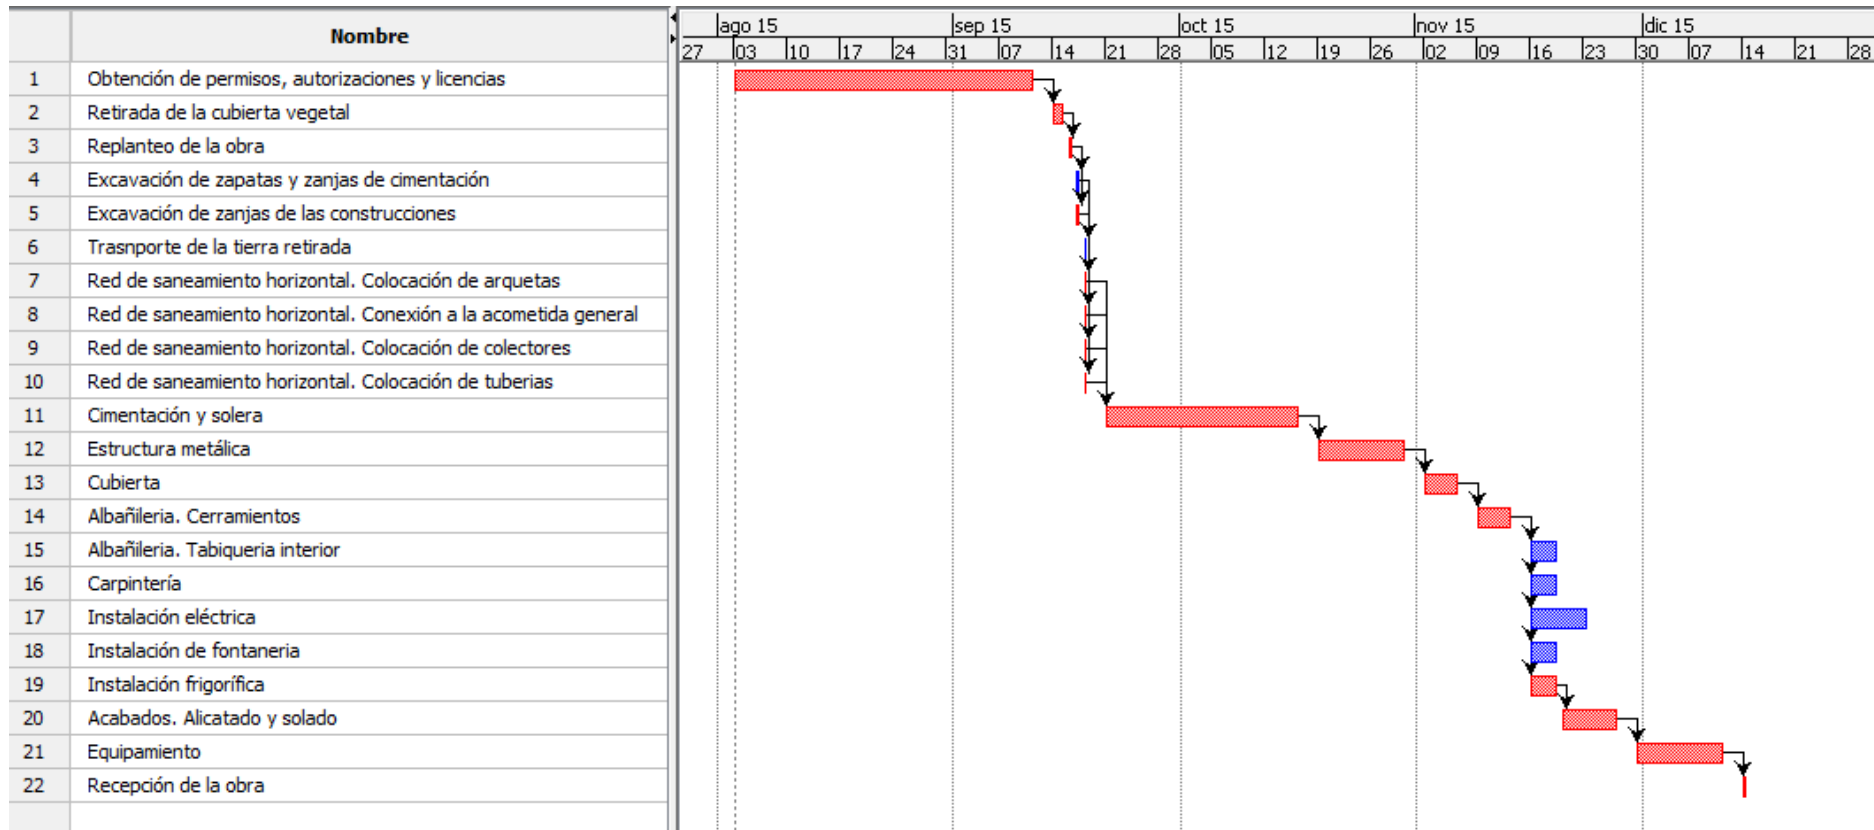 Nombre
ago 15 sep 15 oct 15 nov 15 dic 15
27 03 10 17 24 31 07 14 21 28 05 12 19 26 02 09 16 23 30 07 14 21 28
1 Obtención de permisos, autorizaciones y licencias
2 Retirada de la cubierta vegetal
3 Replanteo de la obra
4 Excavación de zapatas y zanjas de cimentación
5 Excavación de zanjas de las construcciones
6 Trasnporte de la tierra retirada
7 Red de saneamiento horizontal. Colocación de arquetas
8 Red de saneamiento horizontal. Conexión a la acometida general
9 Red de saneamiento horizontal. Colocación de colectores
10 Red de saneamiento horizontal. Colocación de tuberias
11 Cimentación y solera
12 Estructura metálica
13 Cubierta
14 Albañileria. Cerramientos
15 Albañileria. Tabiqueria interior
16 Carpintería
17 Instalación eléctrica
18 Instalación de fontaneria
19 Instalación frigorífica
20 Acabados. Alicatado y solado
21 Equipamiento
22 Recepción de la obra